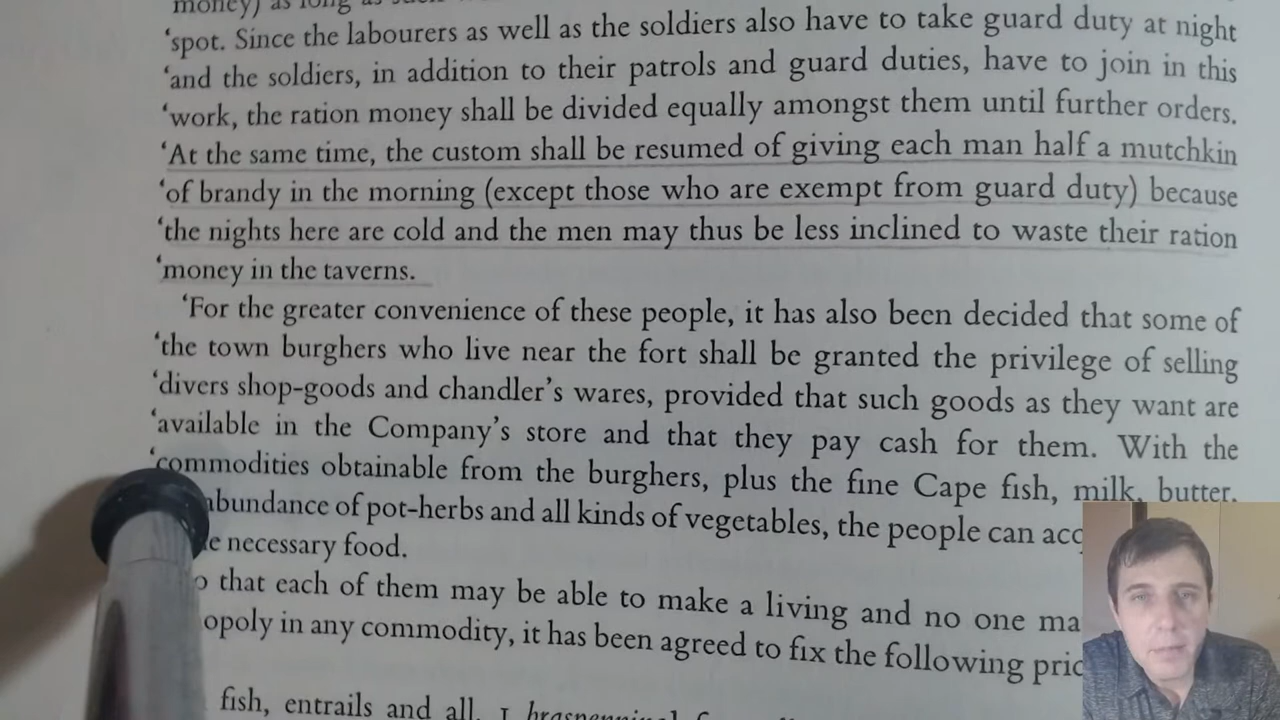 money) as long as such
‘spot. Since the labourers as well as the soldiers also have to take guard duty at night
‘and the soldiers, in addition to their patrols and guard duties, have to join in this
‘work, the ration money shall be divided equally amongst them until further orders.
‘At the same time, the custom shall be resumed of giving each man half a mutchkin
‘of brandy in the morning (except those who are exempt from guard duty) because
‘the nights here are cold and the men may thus be less inclined to waste their ration
‘money in the taverns.
‘For the greater convenience of these people, it has also been decided that some of
‘the town burghers who live near the fort shall be granted the privilege of selling
‘divers shop-goods and chandler’s wares, provided that such goods as they want are
‘available in the Company’s store and that they pay cash for them. With the
‘commodities obtainable from the burghers, plus the fine Cape fish, milk, butter,
bundance of pot-herbs and all kinds of vegetables, the people can acq
e necessary food.
o that each of them may be able to make a living and no one ma
opoly in any commodity, it has been agreed to fix the following pric
fish, entrails and all, 1